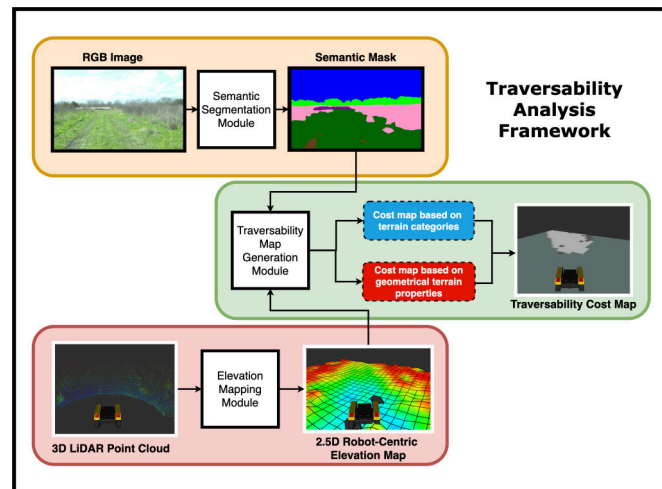 RGB Image
Semantic
Segmentation
Module
Semantic Mask
Traversability
Analysis
Framework
Traversability
Map
Generation
Module
Cost map based on
terrain categories
Cost map based on
geometrical terrain
properties
Traversability Cost Map
3D LiDAR Point Cloud
Elevation
Mapping
Module
2.5D Robot-Centric
Elevation Map